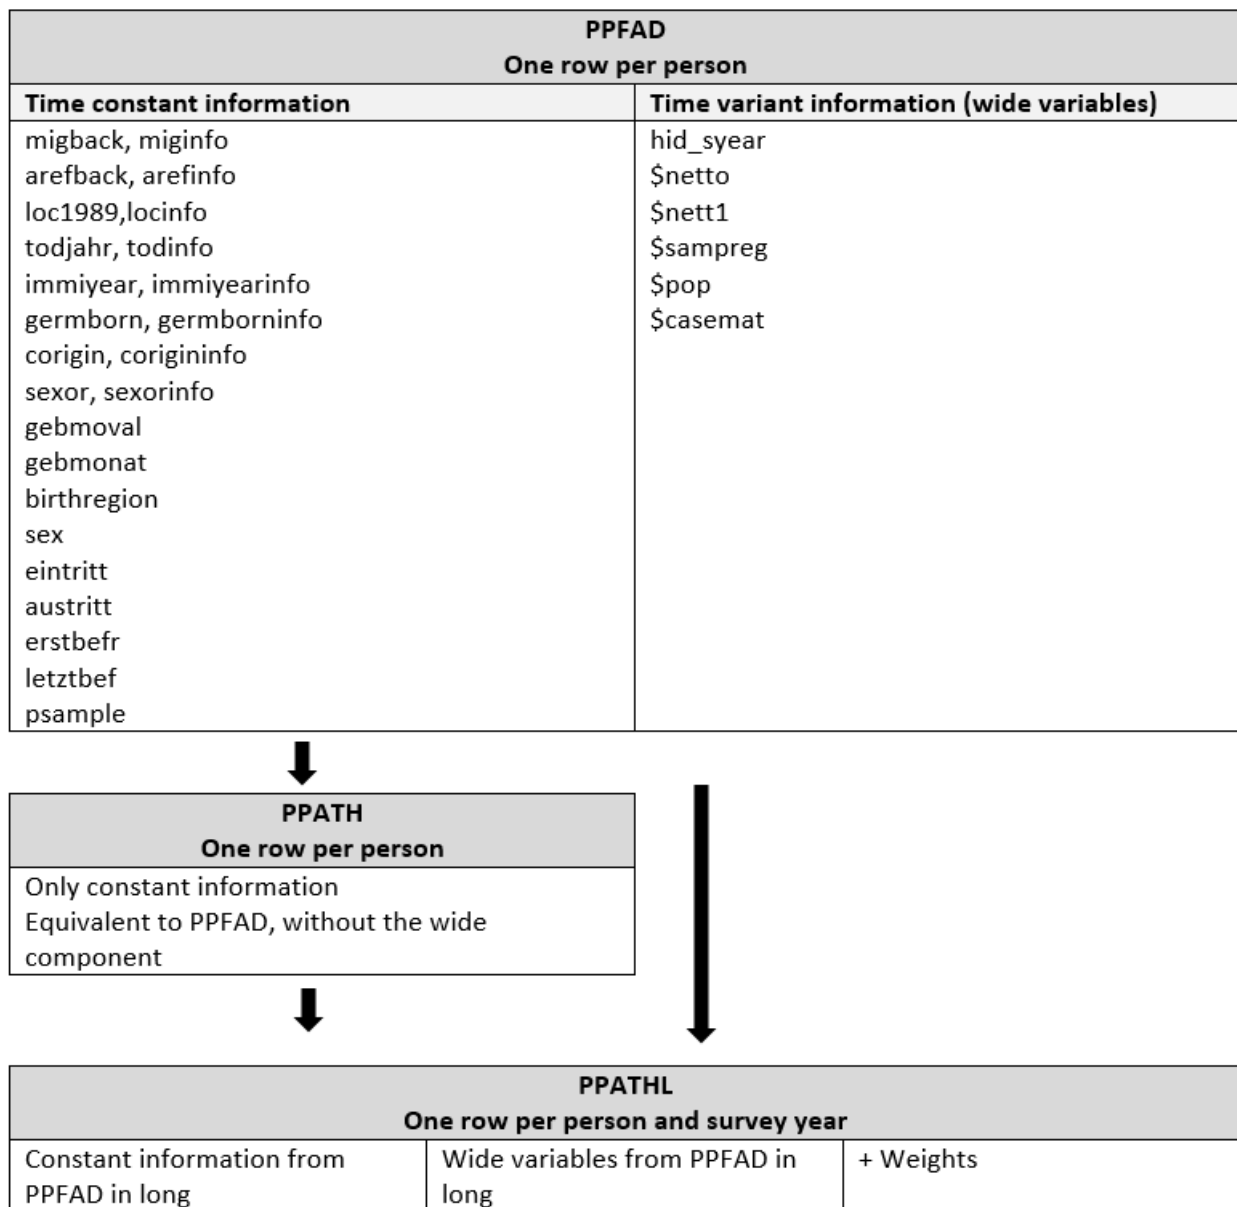 PPFAD
One row per person
Time constant information
Time variant information (wide variables)
migback, miginfo
arefback, arefinfo
loc1989,locinfo
todjahr, todinfo
immiyear, immiyearinfo
germborn, germborninfo
corigin, corigininfo
sexor, sexorinfo
gebmoval
gebmonat
birthregion
sex
eintritt
austritt
erstbefr
letztbef
psample
hid_syear
$netto
$nett1
$sampreg
$pop
$casemat
PPATH
One row per person
Only constant information
Equivalent to PPFAD, without the wide
component
PPATHL
One row per person and survey year
Constant information from
PPFAD in long
Wide variables from PPFAD in
long
+ Weights